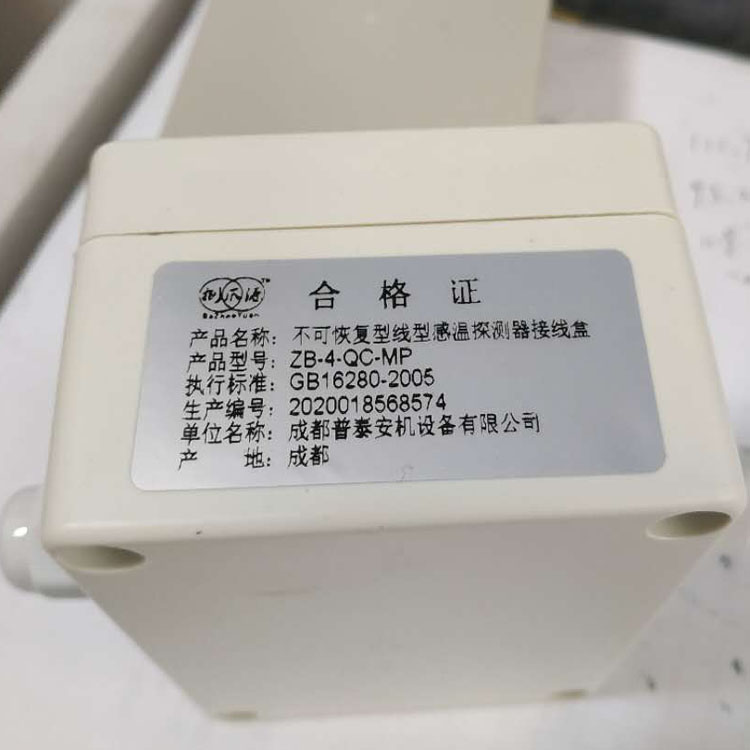 合格证
产品名称：不可恢复型线型感温探测器接线盒
产品型号：ZB-4-QC-MP
执行标准：GB16280-2005
生产编号：2020018568574
单位名称：成都普泰安机设备有限公司
产　　地：成都